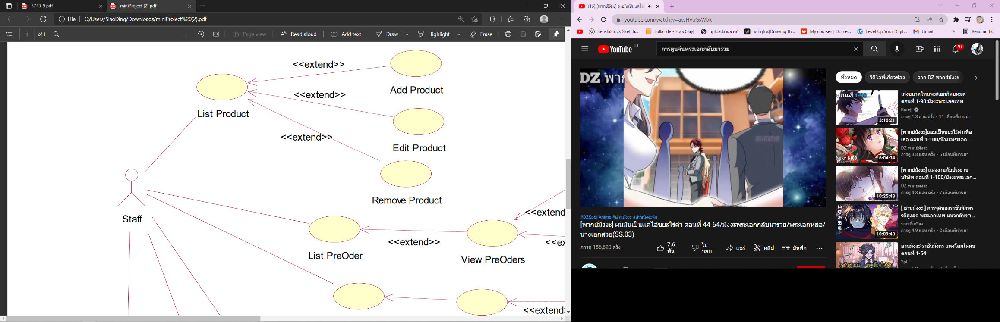 5743_9.pdf
miniProject (2).pdf
File
C:/Users/SiaoDing/Downloads/miniProject%20(2).pdf
1
of 1
Page view
Read aloud
Add text
Draw
Highlight
Erase
<<extend>>
Add Product
<<extend>>
List Product
<<extend>>
Edit Product
Remove Product
Staff
<<extend
<<extend>>
<<ex
List PreOder
View PreOders
<<extend>
(16) [พากย์มังงะ] ผมมันเป็นแค่ไอ้
youtube.com/watch?v=aeJHVuGsWbk
SenshiStock Sketch:...
Lullar de - Fpoc08iy[
uploadงานจารย์
wingfox|Drawing th...
My courses | Dome...
Level Up Your Digit...
Gmail
»
Reading list
YouTube TH
การตูนจีนพระเอกกลับมารวย
9+
DZ พาก
#DZSpoilAnime #อ่านมังงะ #อ่านมังงะจีน
[พากย์มังงะ] ผมมันเป็นแค่ไอ้ขยะไร้ค่า ตอนที่ 44-64/มังงะพระเอกกลับมารวย/พระเอกหล่อ/
นางเอกสวย(SS.03)
การดู 156,620 ครั้ง
7.6 พัน
ไม่ชอบ
แชร์
คลิป
บันทึก
ทั้งหมด
วิดีโอที่เกี่ยวข้อง
จาก DZ พากย์มังงะ
ตอนที่ 1-90
3:16:21
เก่งขนาดไหนพระเอกก็ตบหมด
ตอนที่ 1-90 มังงะพระเอกเทพ
Koreji
การดู 1.3 ล้าน ครั้ง • 11 เดือนที่ผ่านมา
ตอนที่ 1-100
6:04:34
[พากย์มังงะ]ยอมเป็นขยะไร้ค่าเพื่อ
เธอ ตอนที่ 1-100/มังงะพระเอก...
DZ พากย์มังงะ
การดู 3.8 แสน ครั้ง • 5 เดือนที่ผ่านมา
10:25:48
[พากย์มังงะ] แต่งงานกับประธาน
บริษัท ตอนที่ 1-100/มังงะพระเอก...
DZ พากย์มังงะ
การดู 4.8 แสน ครั้ง • 7 เดือนที่ผ่านมา
仙尊洛无极
10:09:40
[ อ่านมังงะ ] การจุติของราชันจักพร
รดิสูงสุด พระเอกเทพ-แนวกลับชา...
นาย ขี้เกรียจ
การดู 4.9 แสน ครั้ง • 2 เดือนที่ผ่านมา
ราชันมังกร แห่งโลกใต้ดิน
อ่านมังงะ ราชันมังกร แห่งโลกใต้ดิน
ตอนที่ 1-54
2pL ʻ